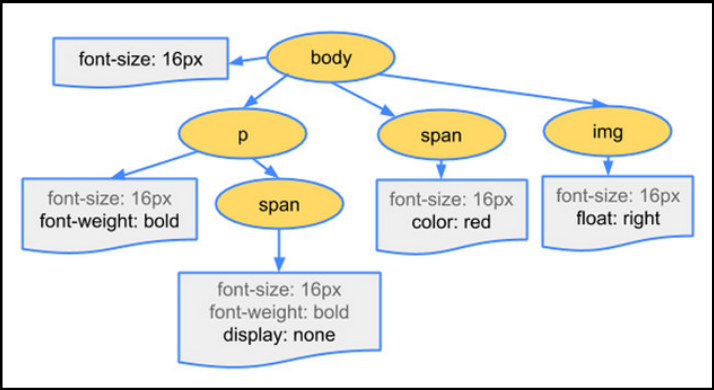 font-size: 16px
body
p
span
img
font-size: 16px
font-weight: bold
span
font-size: 16px
color: red
font-size: 16px
float: right
font-size: 16px
font-weight: bold
display: none